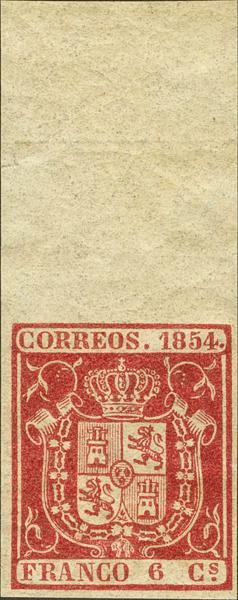 CORREOS. 1854.
FRANCO 6 Cs